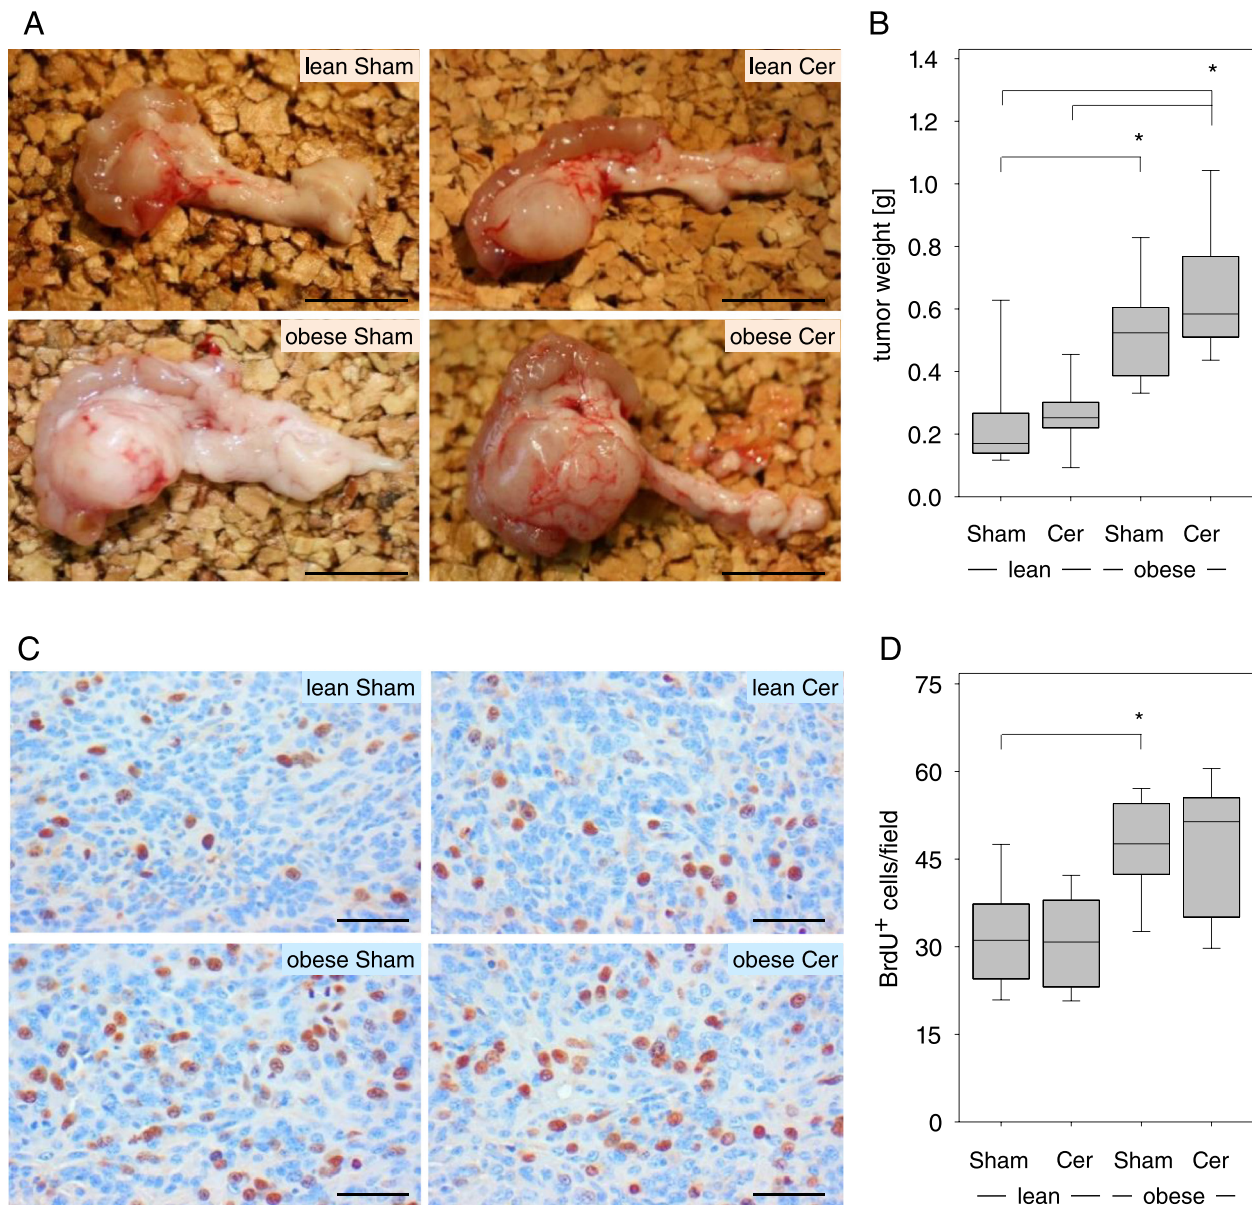 A
lean Sham
lean Cer
obese Sham
obese Cer
B
tumor weight [g]
1.4
1.2
1.0
0.8
0.6
0.4
0.2
0.0
*
*
Sham Cer Sham Cer
lean obese
C
lean Sham
lean Cer
obese Sham
obese Cer
D
BrdU+ cells/field
75
60
45
30
15
0
*
Sham Cer Sham Cer
lean obese